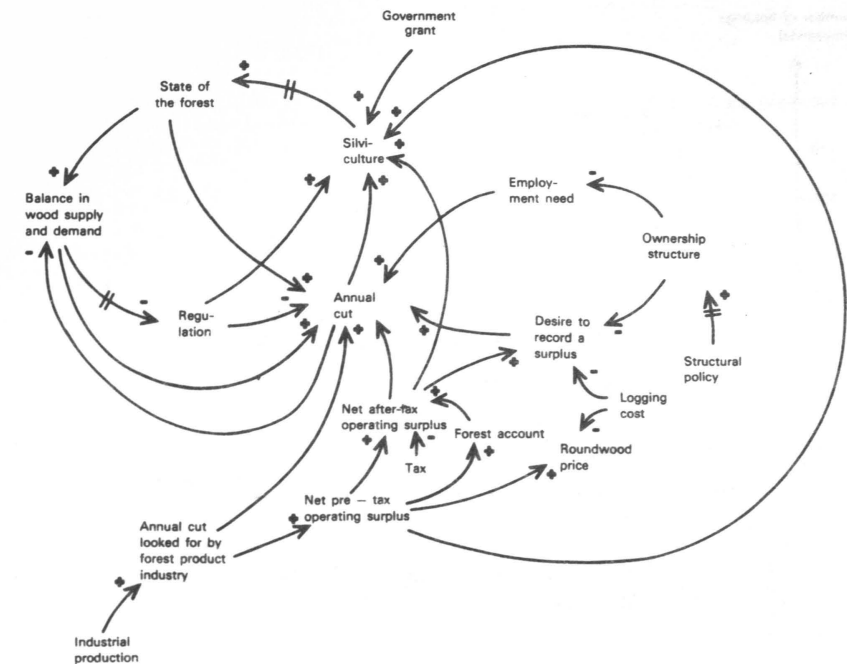 Government
grant
State of
the forest
Silvi-
culture
Employ-
ment need
Balance in
wood supply
and demand
Ownership
structure
Regu-
lation
Annual
cut
Desire to
record a
surplus
Structural
policy
Logging
cost
Net after-tax
operating surplus
Forest account
Roundwood
price
Tax
Net pre – tax
operating surplus
Annual cut
looked for by
forest product
industry
Industrial
production